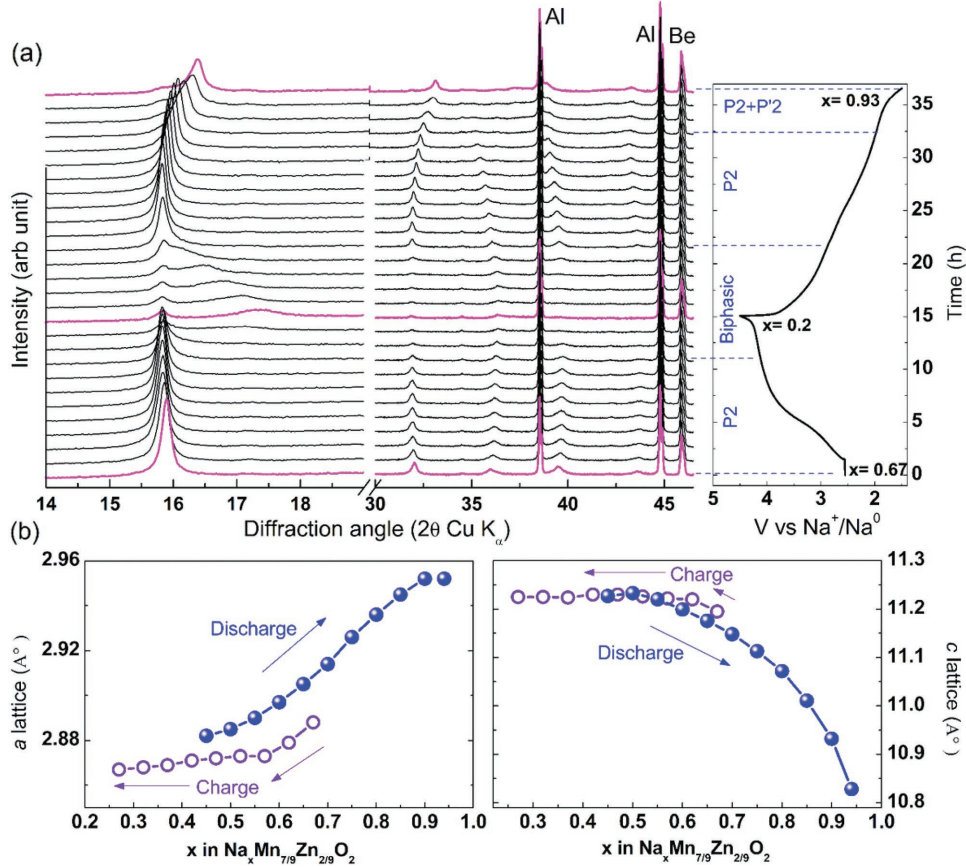 (a)
Al
Al
Be
Intensity (arb unit)
14
15
16
17
18
19
30
35
40
45
Diffraction angle (2θ Cu Kα)
P2+P'2
P2
Biphasic
P2
x= 0.93
x= 0.2
x= 0.67
35
30
25
20
15
10
5
0
Time (h)
5
4
3
2
V vs Na⁺/Na⁰
(b)
2.96
2.92
2.88
a lattice (A°)
Discharge
Charge
0.2
0.3
0.4
0.5
0.6
0.7
0.8
0.9
1.0
x in NaₓMn₇/₉Zn₂/₉O₂
Charge
Discharge
11.3
11.2
11.1
11.0
10.9
10.8
c lattice (A°)
0.3
0.4
0.5
0.6
0.7
0.8
0.9
1.0
x in NaₓMn₇/₉Zn₂/₉O₂